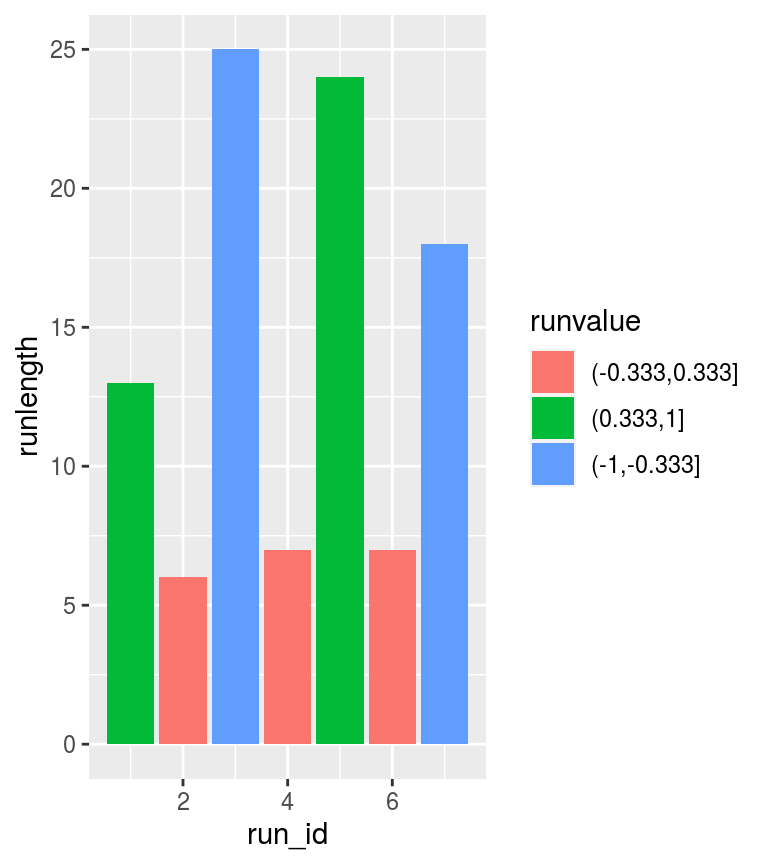 25
20
15
10
5
0
runlength
2 4 6
run_id
runvalue
(-0.333,0.333]
(0.333,1]
(-1,-0.333]